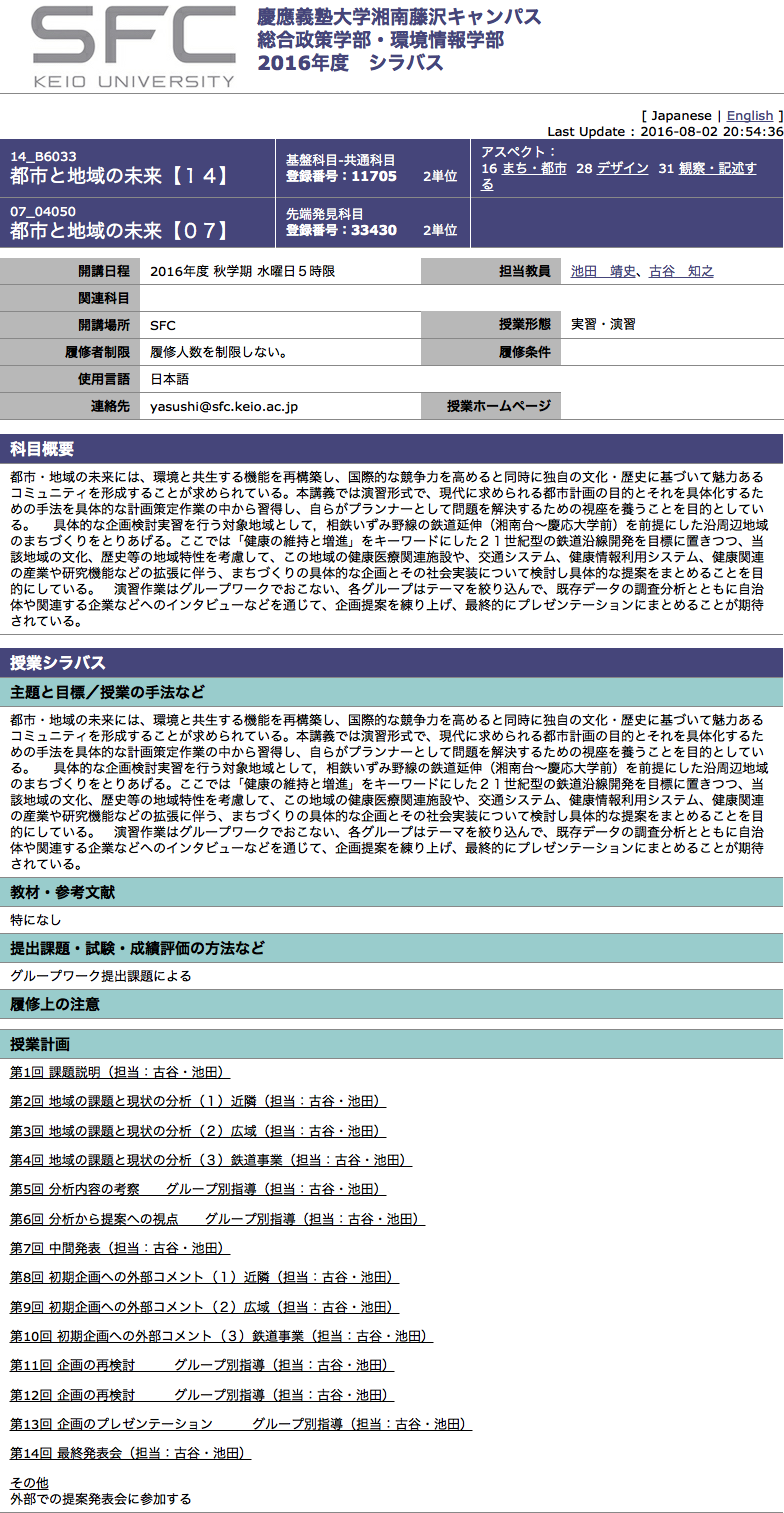 SFC
KEIO UNIVERSITY
慶應義塾大学湘南藤沢キャンパス
総合政策学部・環境情報学部
2016年度　シラバス
[ Japanese | English ]
Last Update : 2016-08-02 20:54:36
14_B6033
都市と地域の未来【１４】
基盤科目-共通科目
登録番号：11705　　2単位
アスペクト：
16 まち・都市　28 デザイン　31 観察・記述す
る
07_04050
都市と地域の未来【０７】
先端発見科目
登録番号：33430　　2単位
開講日程　2016年度 秋学期 水曜日５時限　担当教員　池田　靖史、古谷　知之
関連科目
開講場所　SFC　授業形態　実習・演習
履修者制限　履修人数を制限しない。　履修条件
使用言語　日本語
連絡先　yasushi@sfc.keio.ac.jp　授業ホームページ
科目概要
都市・地域の未来には、環境と共生する機能を再構築し、国際的な競争力を高めると同時に独自の文化・歴史に基づいて魅力ある
コミュニティを形成することが求められている。本講義では演習形式で、現代に求められる都市計画の目的とそれを具体化するた
めの手法を具体的な計画策定作業の中から習得し、自らがプランナーとして問題を解決するための視座を養うことを目的としてい
る。　　具体的な企画検討実習を行う対象地域として，相鉄いずみ野線の鉄道延伸（湘南台～慶応大学前）を前提にした沿周辺地域
のまちづくりをとりあげる。ここでは「健康の維持と増進」をキーワードにした２１世紀型の鉄道沿線開発を目標に置きつつ、当
該地域の文化、歴史等の地域特性を考慮して、この地域の健康医療関連施設や、交通システム、健康情報利用システム、健康関連
の産業や研究機能などの拡張に伴う、まちづくりの具体的な企画とその社会実装について検討し具体的な提案をまとめることを目
的にしている。　演習作業はグループワークでおこない、各グループはテーマを絞り込んで、既存データの調査分析とともに自治
体や関連する企業などへのインタビューなどを通じて、企画提案を練り上げ、最終的にプレゼンテーションにまとめることが期待
されている。
授業シラバス
主題と目標／授業の手法など
都市・地域の未来には、環境と共生する機能を再構築し、国際的な競争力を高めると同時に独自の文化・歴史に基づいて魅力ある
コミュニティを形成することが求められている。本講義では演習形式で、現代に求められる都市計画の目的とそれを具体化するた
めの手法を具体的な計画策定作業の中から習得し、自らがプランナーとして問題を解決するための視座を養うことを目的としてい
る。　　具体的な企画検討実習を行う対象地域として，相鉄いずみ野線の鉄道延伸（湘南台～慶応大学前）を前提にした沿周辺地域
のまちづくりをとりあげる。ここでは「健康の維持と増進」をキーワードにした２１世紀型の鉄道沿線開発を目標に置きつつ、当
該地域の文化、歴史等の地域特性を考慮して、この地域の健康医療関連施設や、交通システム、健康情報利用システム、健康関連
の産業や研究機能などの拡張に伴う、まちづくりの具体的な企画とその社会実装について検討し具体的な提案をまとめることを目
的にしている。　演習作業はグループワークでおこない、各グループはテーマを絞り込んで、既存データの調査分析とともに自治
体や関連する企業などへのインタビューなどを通じて、企画提案を練り上げ、最終的にプレゼンテーションにまとめることが期待
されている。
教材・参考文献
特になし
提出課題・試験・成績評価の方法など
グループワーク提出課題による
履修上の注意
授業計画
第1回 課題説明（担当：古谷・池田）
第2回 地域の課題と現状の分析（１）近隣（担当：古谷・池田）
第3回 地域の課題と現状の分析（２）広域（担当：古谷・池田）
第4回 地域の課題と現状の分析（３）鉄道事業（担当：古谷・池田）
第5回 分析内容の考察　　グループ別指導（担当：古谷・池田）
第6回 分析から提案への視点　　グループ別指導（担当：古谷・池田）
第7回 中間発表（担当：古谷・池田）
第8回 初期企画への外部コメント（１）近隣（担当：古谷・池田）
第9回 初期企画への外部コメント（２）広域（担当：古谷・池田）
第10回 初期企画への外部コメント（３）鉄道事業（担当：古谷・池田）
第11回 企画の再検討　　　グループ別指導（担当：古谷・池田）
第12回 企画の再検討　　　グループ別指導（担当：古谷・池田）
第13回 企画のプレゼンテーション　　　グループ別指導（担当：古谷・池田）
第14回 最終発表会（担当：古谷・池田）
その他
外部での提案発表会に参加する